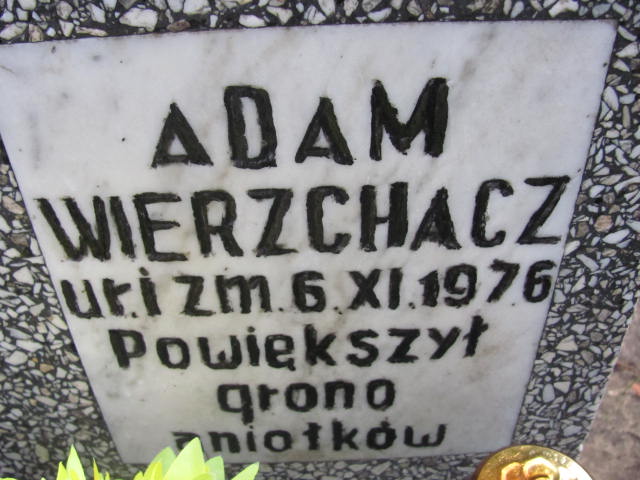 ADAM
WIERZCHACZ
ur.i zm.6.XI.1976
Powiększył
grono
aniołków